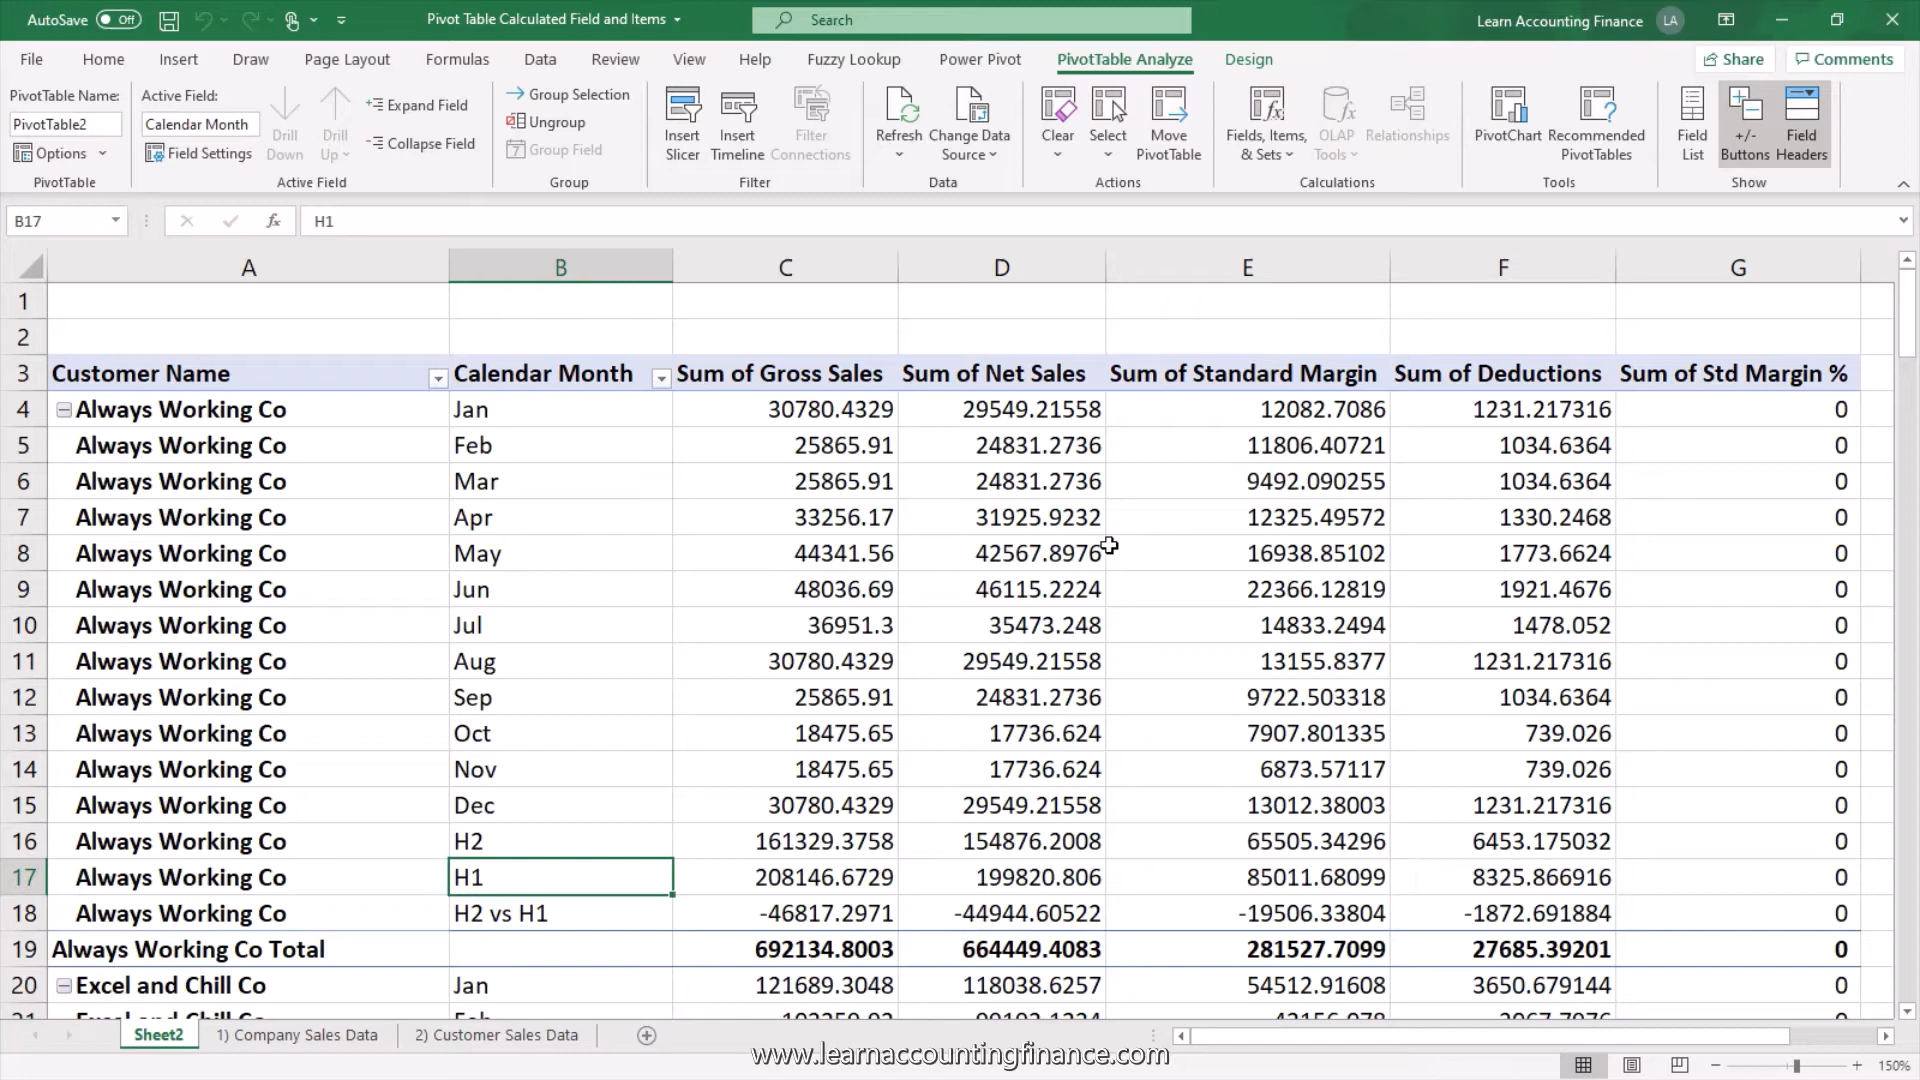 AutoSave Off Pivot Table Calculated Field and Items Search Learn Accounting Finance LA
File Home Insert Draw Page Layout Formulas Data Review View Help Fuzzy Lookup Power Pivot PivotTable Analyze Design Share Comments
PivotTable Name:
PivotTable2
Options
PivotTable
Active Field:
Calendar Month
Field Settings
Drill Down
Drill Up
Expand Field
Collapse Field
Active Field
Group Selection
Ungroup
Group Field
Group
Insert Slicer
Insert Timeline
Filter Connections
Filter
Refresh
Change Data Source
Data
Clear
Select
Move PivotTable
Actions
Fields, Items, & Sets
OLAP Tools
Relationships
Calculations
PivotChart
Recommended PivotTables
Tools
Field List
+/- Buttons
Field Headers
Show
B17 fx H1
A B C D E F G
1
2
3 Customer Name Calendar Month Sum of Gross Sales Sum of Net Sales Sum of Standard Margin Sum of Deductions Sum of Std Margin %
4 Always Working Co Jan 30780.4329 29549.21558 12082.7086 1231.217316 0
5 Always Working Co Feb 25865.91 24831.2736 11806.40721 1034.6364 0
6 Always Working Co Mar 25865.91 24831.2736 9492.090255 1034.6364 0
7 Always Working Co Apr 33256.17 31925.9232 12325.49572 1330.2468 0
8 Always Working Co May 44341.56 42567.8976 16938.85102 1773.6624 0
9 Always Working Co Jun 48036.69 46115.2224 22366.12819 1921.4676 0
10 Always Working Co Jul 36951.3 35473.248 14833.2494 1478.052 0
11 Always Working Co Aug 30780.4329 29549.21558 13155.8377 1231.217316 0
12 Always Working Co Sep 25865.91 24831.2736 9722.503318 1034.6364 0
13 Always Working Co Oct 18475.65 17736.624 7907.801335 739.026 0
14 Always Working Co Nov 18475.65 17736.624 6873.57117 739.026 0
15 Always Working Co Dec 30780.4329 29549.21558 13012.38003 1231.217316 0
16 Always Working Co H2 161329.3758 154876.2008 65505.34296 6453.175032 0
17 Always Working Co H1 208146.6729 199820.806 85011.68099 8325.866916 0
18 Always Working Co H2 vs H1 -46817.2971 -44944.60522 -19506.33804 -1872.691884 0
19 Always Working Co Total 692134.8003 664449.4083 281527.7099 27685.39201 0
20 Excel and Chill Co Jan 121689.3048 118038.6257 54512.91608 3650.679144 0
Sheet2 1) Company Sales Data 2) Customer Sales Data
www.learnaccountingfinance.com
150%